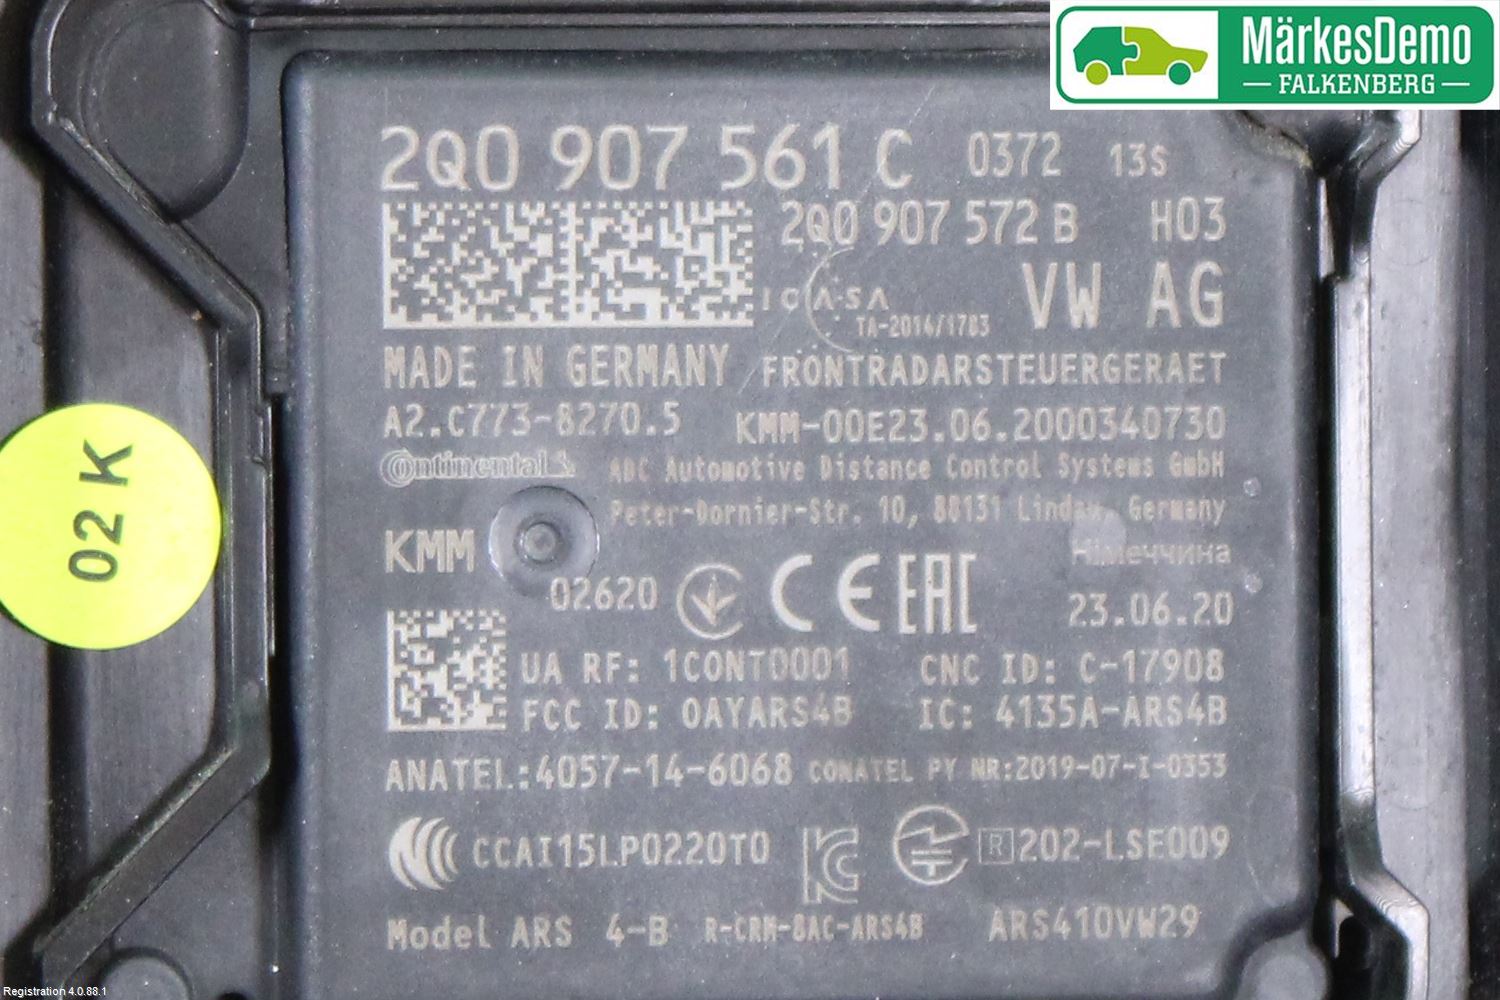 MärkesDemo
FALKENBERG
2Q0 907 561 C 0372 13S
2Q0 907 572 B H03
ICASA VW AG
TA-2014/1783
MADE IN GERMANY FRONTRADARSTEUERGERAET
A2.C773-8270.5 KMM-00E23.06.2000340730
Continental ADC Automotive Distance Control Systems GmbH
Peter-Dornier-Str. 10, 88131 Lindau, Germany
KMM Німеччина
02620 CE EAC 23.06.20
UA RF: 1CONT0001 CNC ID: C-17908
FCC ID: OAYARS4B IC: 4135A-ARS4B
ANATEL:4057-14-6068 CONATEL PY NR:2019-07-I-0353
CCAI15LP0220T0 R 202-LSE009
Model ARS 4-B R-CRM-8AC-ARS4B ARS410VW29
02 K
Registration 4.0.88.1